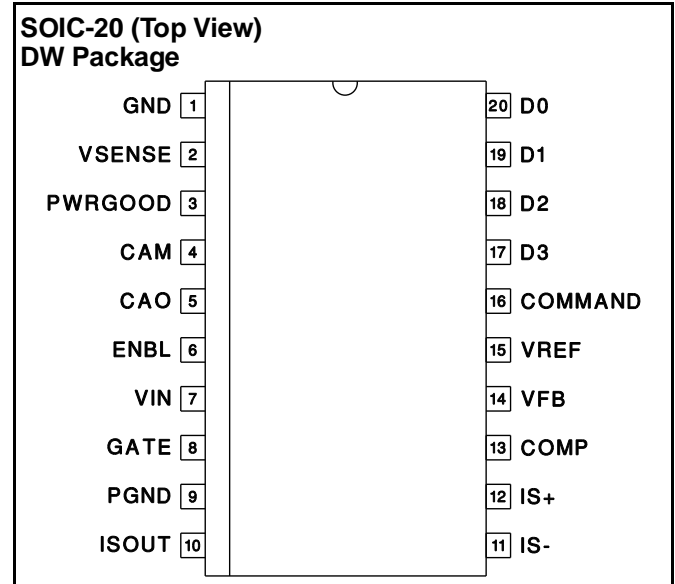 SOIC-20 (Top View)
DW Package
GND 1
VSENSE 2
PWRGOOD 3
CAM 4
CAO 5
ENBL 6
VIN 7
GATE 8
PGND 9
ISOUT 10
20 D0
19 D1
18 D2
17 D3
16 COMMAND
15 VREF
14 VFB
13 COMP
12 IS+
11 IS-